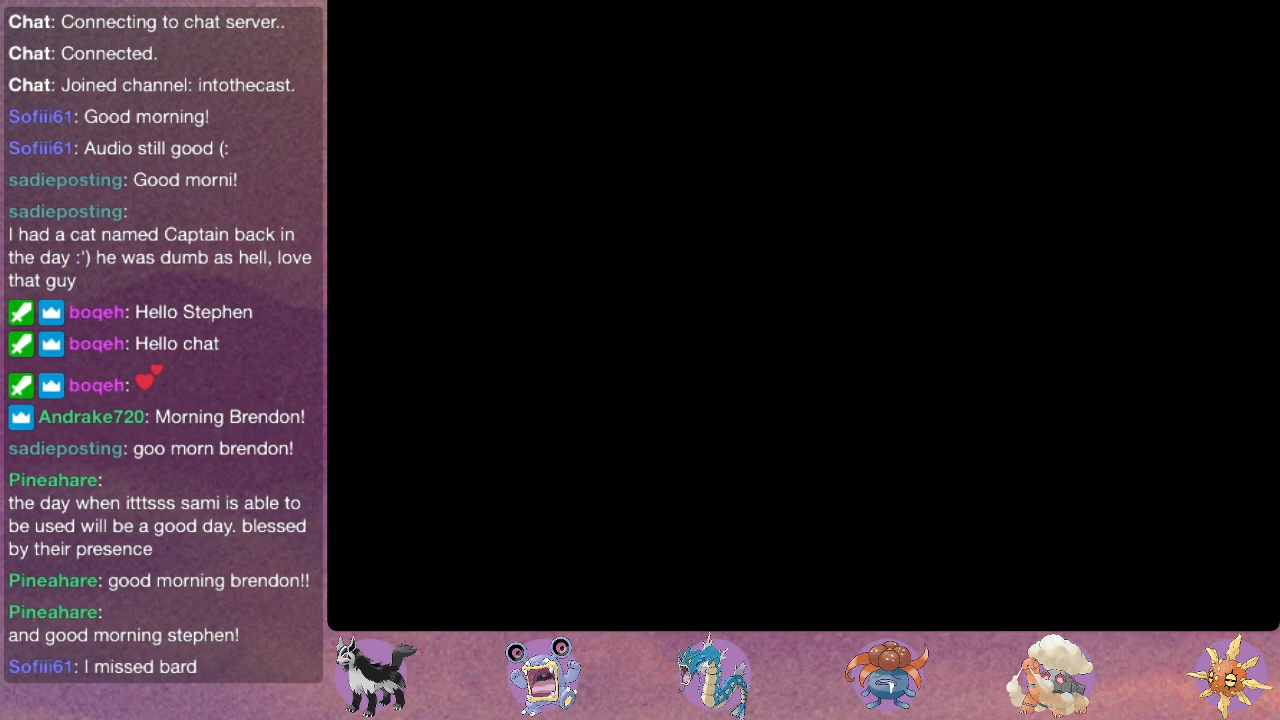 Chat: Connecting to chat server..
Chat: Connected.
Chat: Joined channel: intothecast.
Sofiii61: Good morning!
Sofiii61: Audio still good (:
sadieposting: Good morni!
sadieposting:
I had a cat named Captain back in
the day :') he was dumb as hell, love
that guy
boqeh: Hello Stephen
boqeh: Hello chat
boqeh: 💕
Andrake720: Morning Brendon!
sadieposting: goo morn brendon!
Pineahare:
the day when itttsss sami is able to
be used will be a good day. blessed
by their presence
Pineahare: good morning brendon!!
Pineahare:
and good morning stephen!
Sofiii61: I missed bard